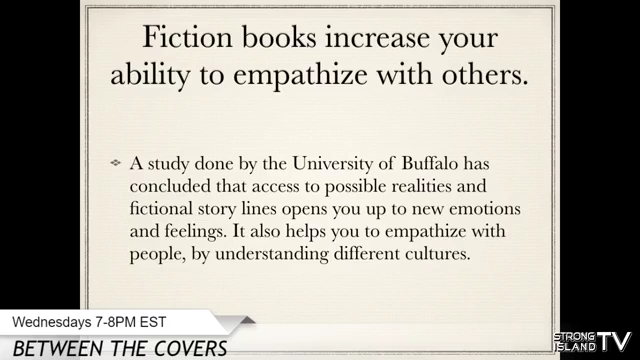 Fiction books increase your
ability to empathize with others.
A study done by the University of Buffalo has
concluded that access to possible realities and
fictional story lines opens you up to new emotions
and feelings. It also helps you to empathize with
people, by understanding different cultures.
Wednesdays 7-8PM EST
BETWEEN THE COVERS
STRONG
ISLAND TV